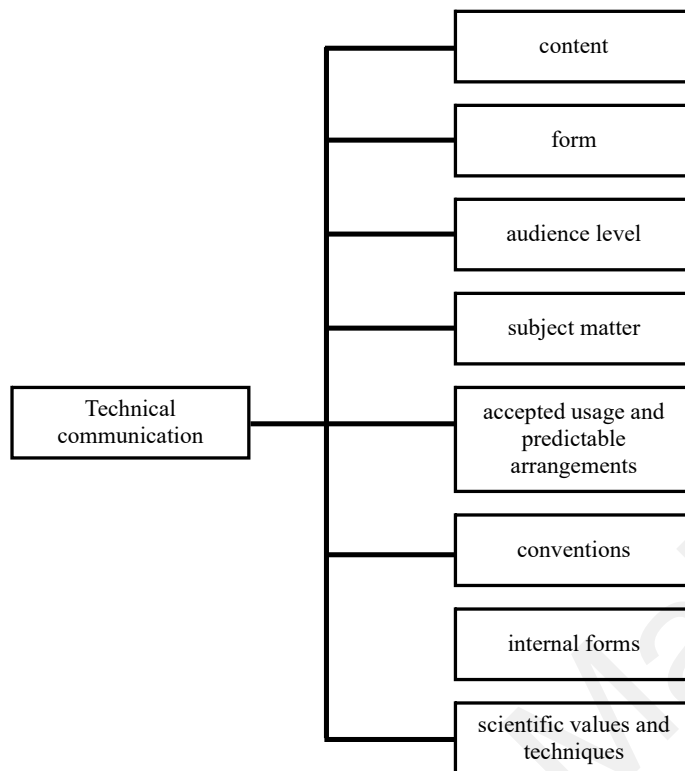 content
form
audience level
subject matter
Technical
communication
accepted usage and
predictable
arrangements
conventions
internal forms
scientific values and
techniques